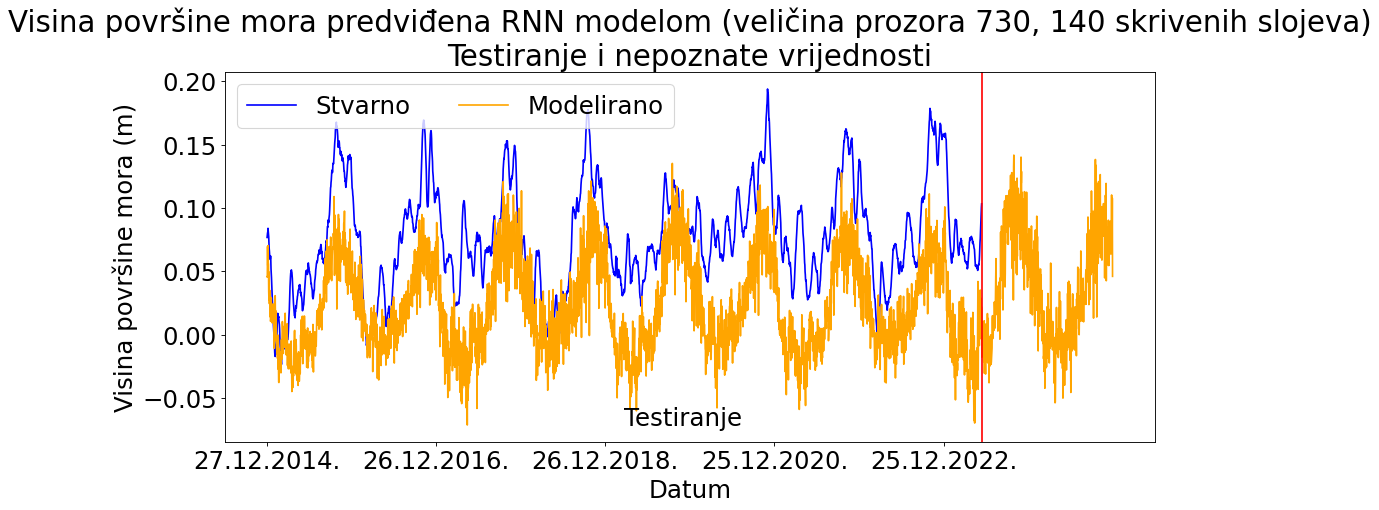 Visina površine mora predviđena RNN modelom (veličina prozora 730, 140 skrivenih slojeva)
Testiranje i nepoznate vrijednosti
Visina površine mora (m)
0.20
0.15
0.10
0.05
0.00
−0.05
Stvarno Modelirano
Testiranje
27.12.2014. 26.12.2016. 26.12.2018. 25.12.2020. 25.12.2022.
Datum